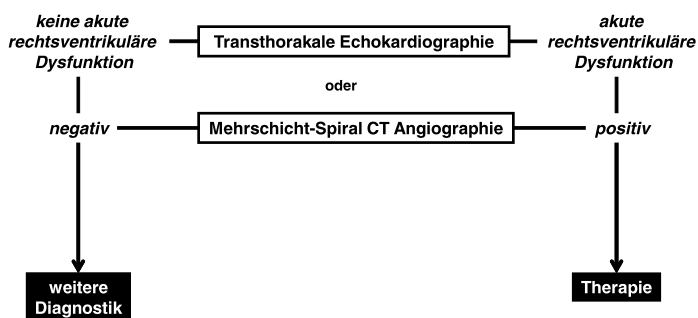 keine akute
rechtsventrikuläre
Dysfunktion
Transthorakale Echokardiographie
akute
rechtsventrikuläre
Dysfunktion
oder
negativ
Mehrschicht-Spiral CT Angiographie
positiv
weitere
Diagnostik
Therapie